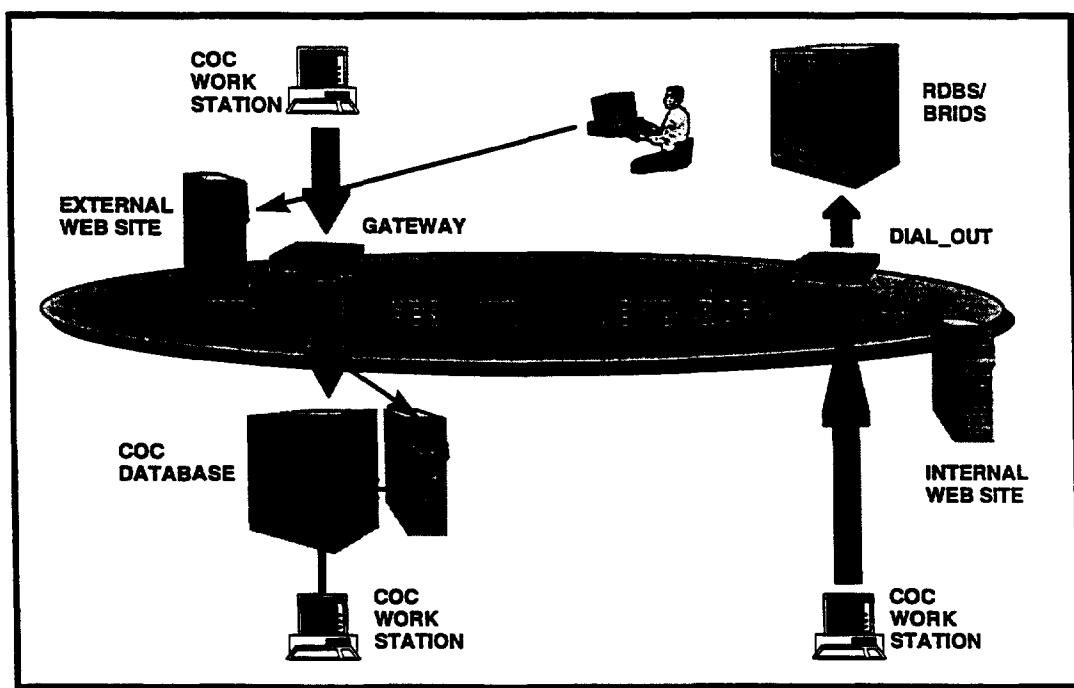 COC
WORK
STATION
RDBS/
BRIDS
EXTERNAL
WEB SITE
GATEWAY
DIAL_OUT
COC
DATABASE
INTERNAL
WEB SITE
COC
WORK
STATION
COC
WORK
STATION